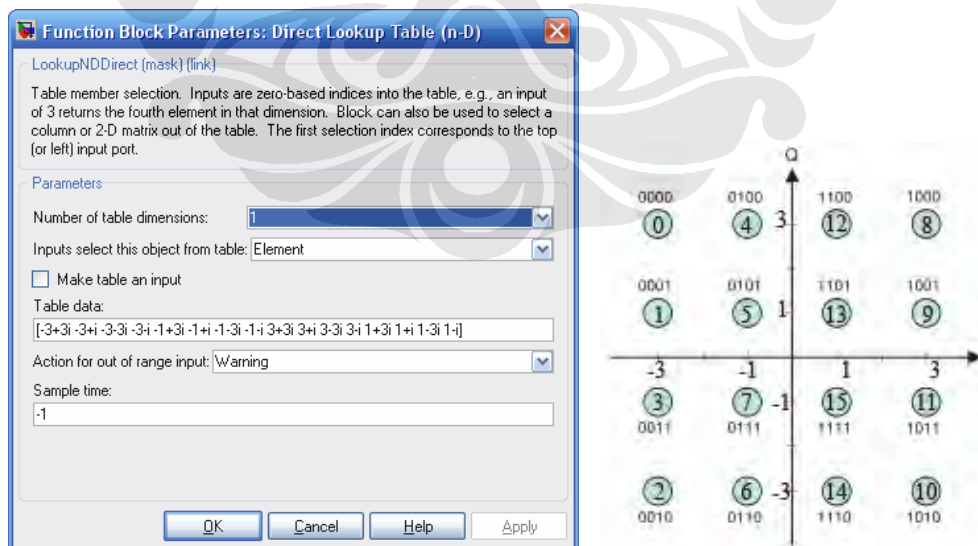 Function Block Parameters: Direct Lookup Table (n-D)
LookupNDDirect (mask) (link)
Table member selection. Inputs are zero-based indices into the table, e.g., an input
of 3 returns the fourth element in that dimension. Block can also be used to select a
column or 2-D matrix out of the table. The first selection index corresponds to the top
(or left) input port.
Parameters
Number of table dimensions: 1
Inputs select this object from table: Element
Make table an input
Table data:
[-3+3i -3+i -3-3i -3-i -1+3i -1+i -1-3i -1-i 3+3i 3+i 3-3i 3-i 1+3i 1+i 1-3i 1-i]
Action for out of range input: Warning
Sample time:
-1
OK Cancel Help Apply
Q
0000 0100 1100 1000
0 4 3 12 8
0001 0101 1101 1001
1 5 1 13 9
-3 -1 1 3
3 7 -1 15 11
0011 0111 1111 1011
2 6 -3 14 10
0010 0110 1110 1010